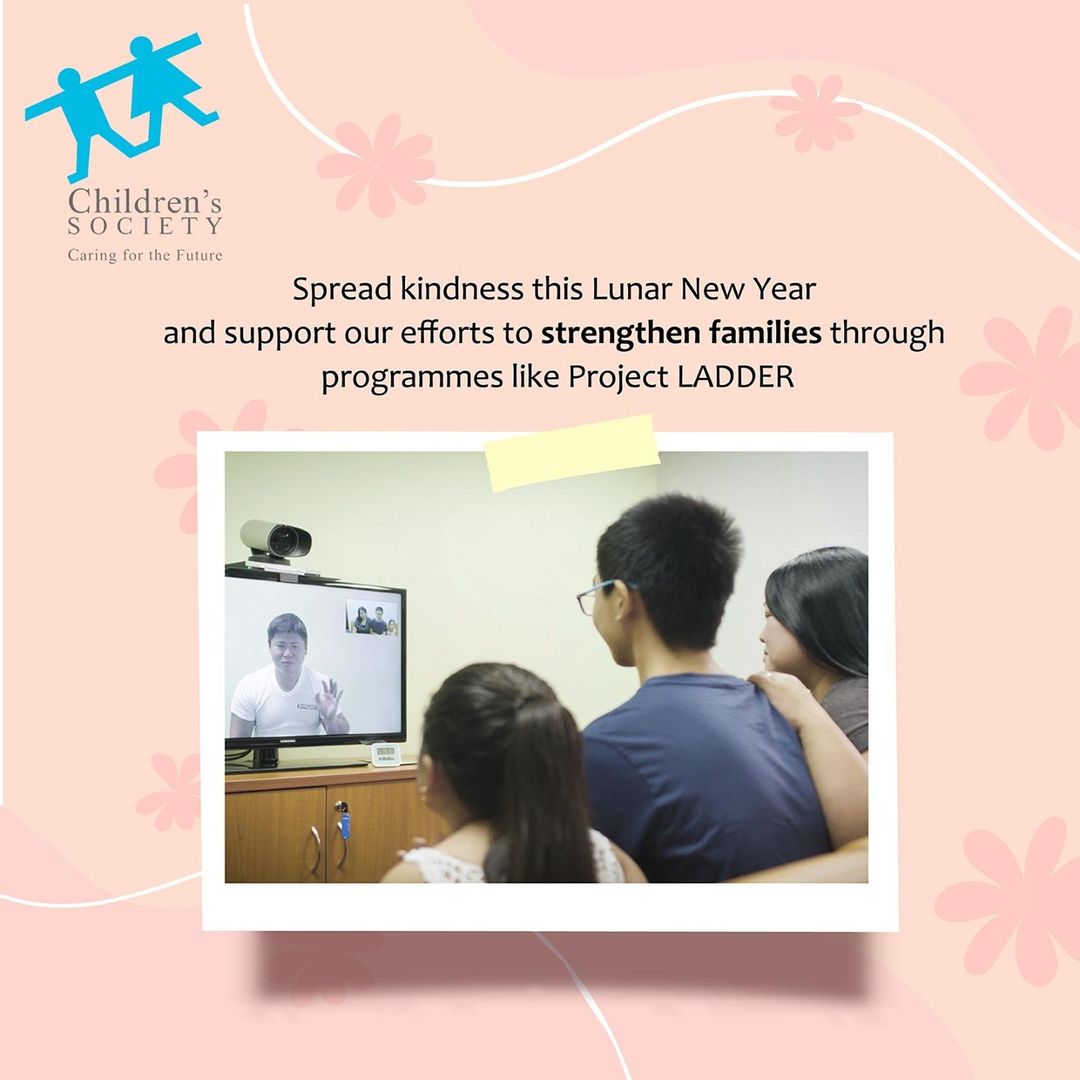 Children's
SOCIETY
Caring for the Future
Spread kindness this Lunar New Year
and support our efforts to strengthen families through
programmes like Project LADDER
SAMSUNG